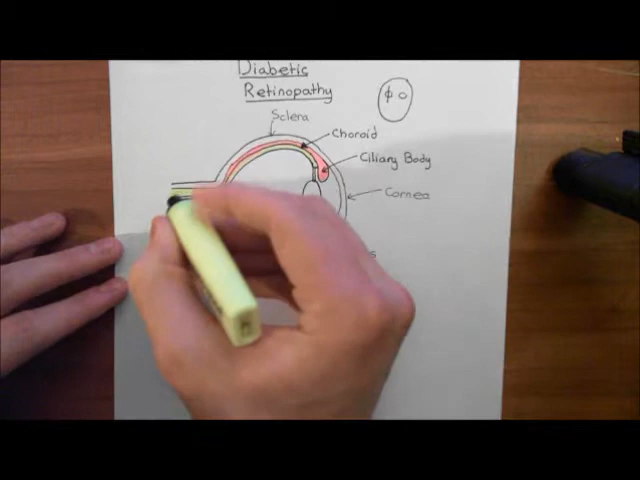 Diabetic
Retinopathy
Sclera
Choroid
Ciliary Body
Cornea